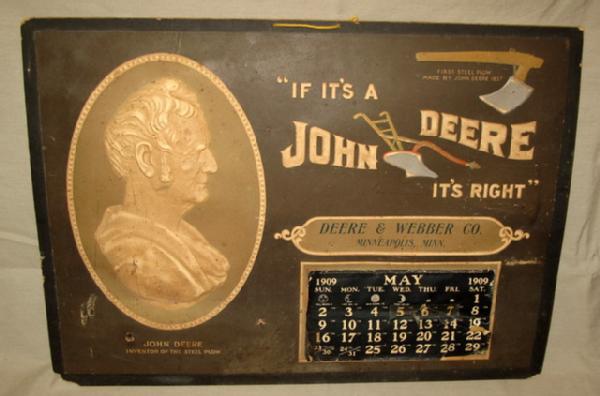 "IF IT'S A
JOHN DEERE
IT'S RIGHT"
FIRST STEEL PLOW
MADE BY JOHN DEERE 1837
DEERE & WEBBER CO.
MINNEAPOLIS, MINN.
JOHN DEERE
INVENTOR OF THE STEEL PLOW
1909 MAY 1909
SUN. MON. TUE. WED. THU. FRI. SAT.
1
2 3 4 5 6 7 8
9 10 11 12 13 14 15
16 17 18 19 20 21 22
23/30 24/31 25 26 27 28 29